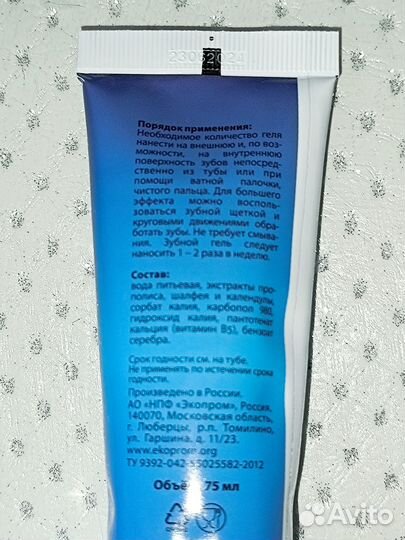 23052024
Порядок применения:
Необходимое количество геля
нанести на внешнюю и, по воз-
можности, на внутреннюю
поверхность зубов непосред-
ственно из тубы или при
помощи ватной палочки,
чистого пальца. Для большего
эффекта можно восполь-
зоваться зубной щеткой и
круговыми движениями обра-
ботать зубы. Не требует смыва-
ния. Зубной гель следует
наносить 1 – 2 раза в неделю.
Состав:
вода питьевая, экстракты про-
полиса, шалфея и календулы,
сорбат калия, карбопол 980,
гидроксид калия, пантотенат
кальция (витамин В5), бензоат
серебра.
Срок годности см. на тубе.
Не применять по истечении срока
годности.
Произведено в России.
АО «НПФ «Экопром», Россия,
140070, Московская область,
г. Люберцы, р.п. Томилино,
ул. Гаршина, д. 11/23.
www.ekoprom.org
ТУ 9392-042-55025582-2012
Объём 75 мл
Avito